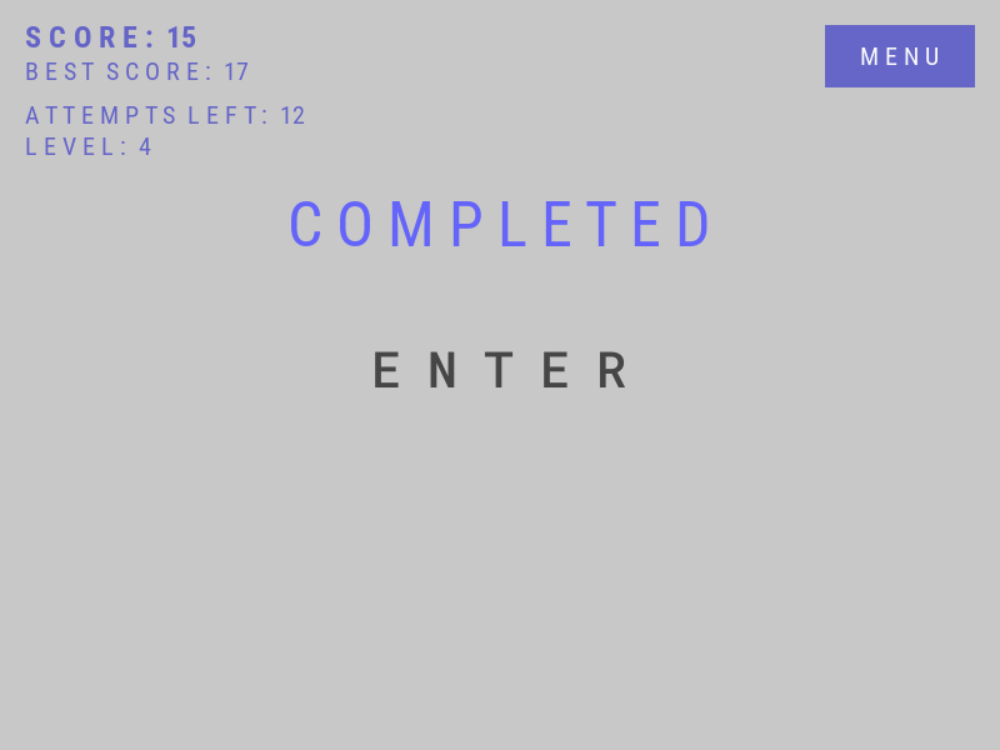 SCORE: 15
BEST SCORE: 17
ATTEMPTS LEFT: 12
LEVEL: 4
MENU
COMPLETED
ENTER